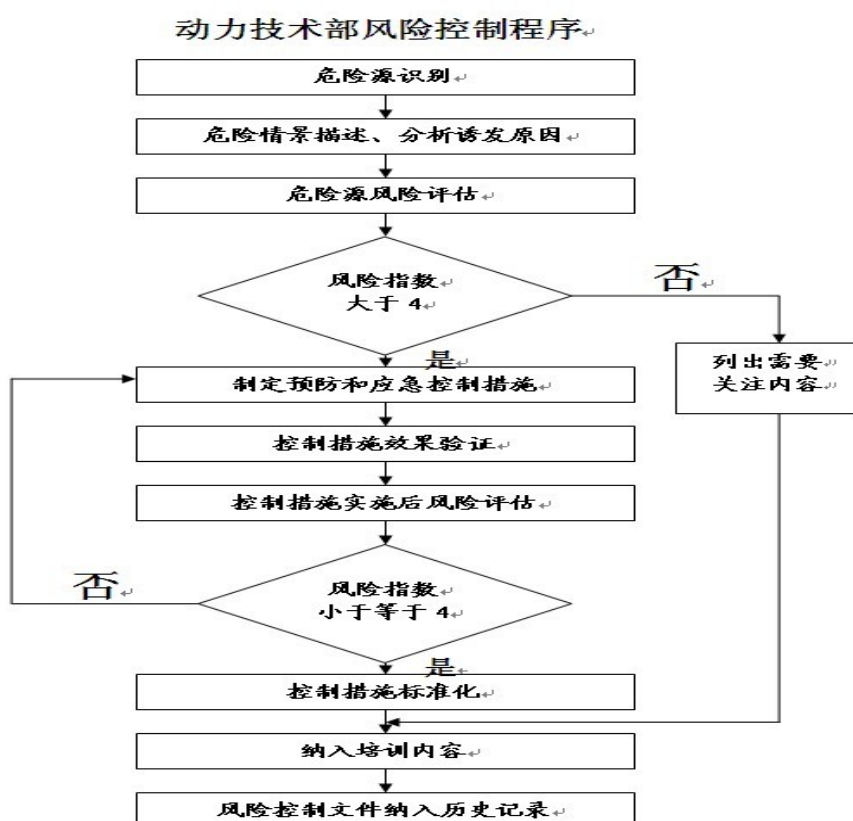 动力技术部风险控制程序
危险源识别
危险情景描述、分析诱发原因
危险源风险评估
风险指数
大于 4
否
是
列出需要
关注内容
制定预防和应急控制措施
控制措施效果验证
控制措施实施后风险评估
风险指数
小于等于 4
否
是
控制措施标准化
纳入培训内容
风险控制文件纳入历史记录